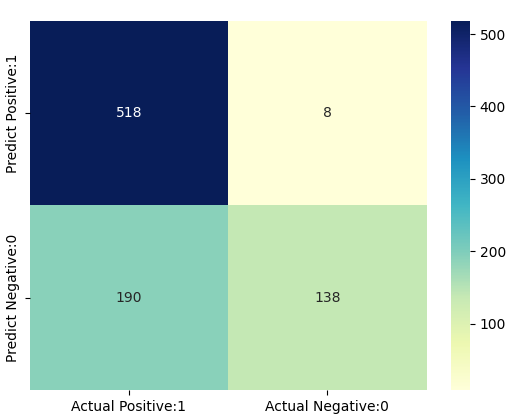 Predict Positive:1
518
8
Predict Negative:0
190
138
Actual Positive:1
Actual Negative:0
500
400
300
200
100